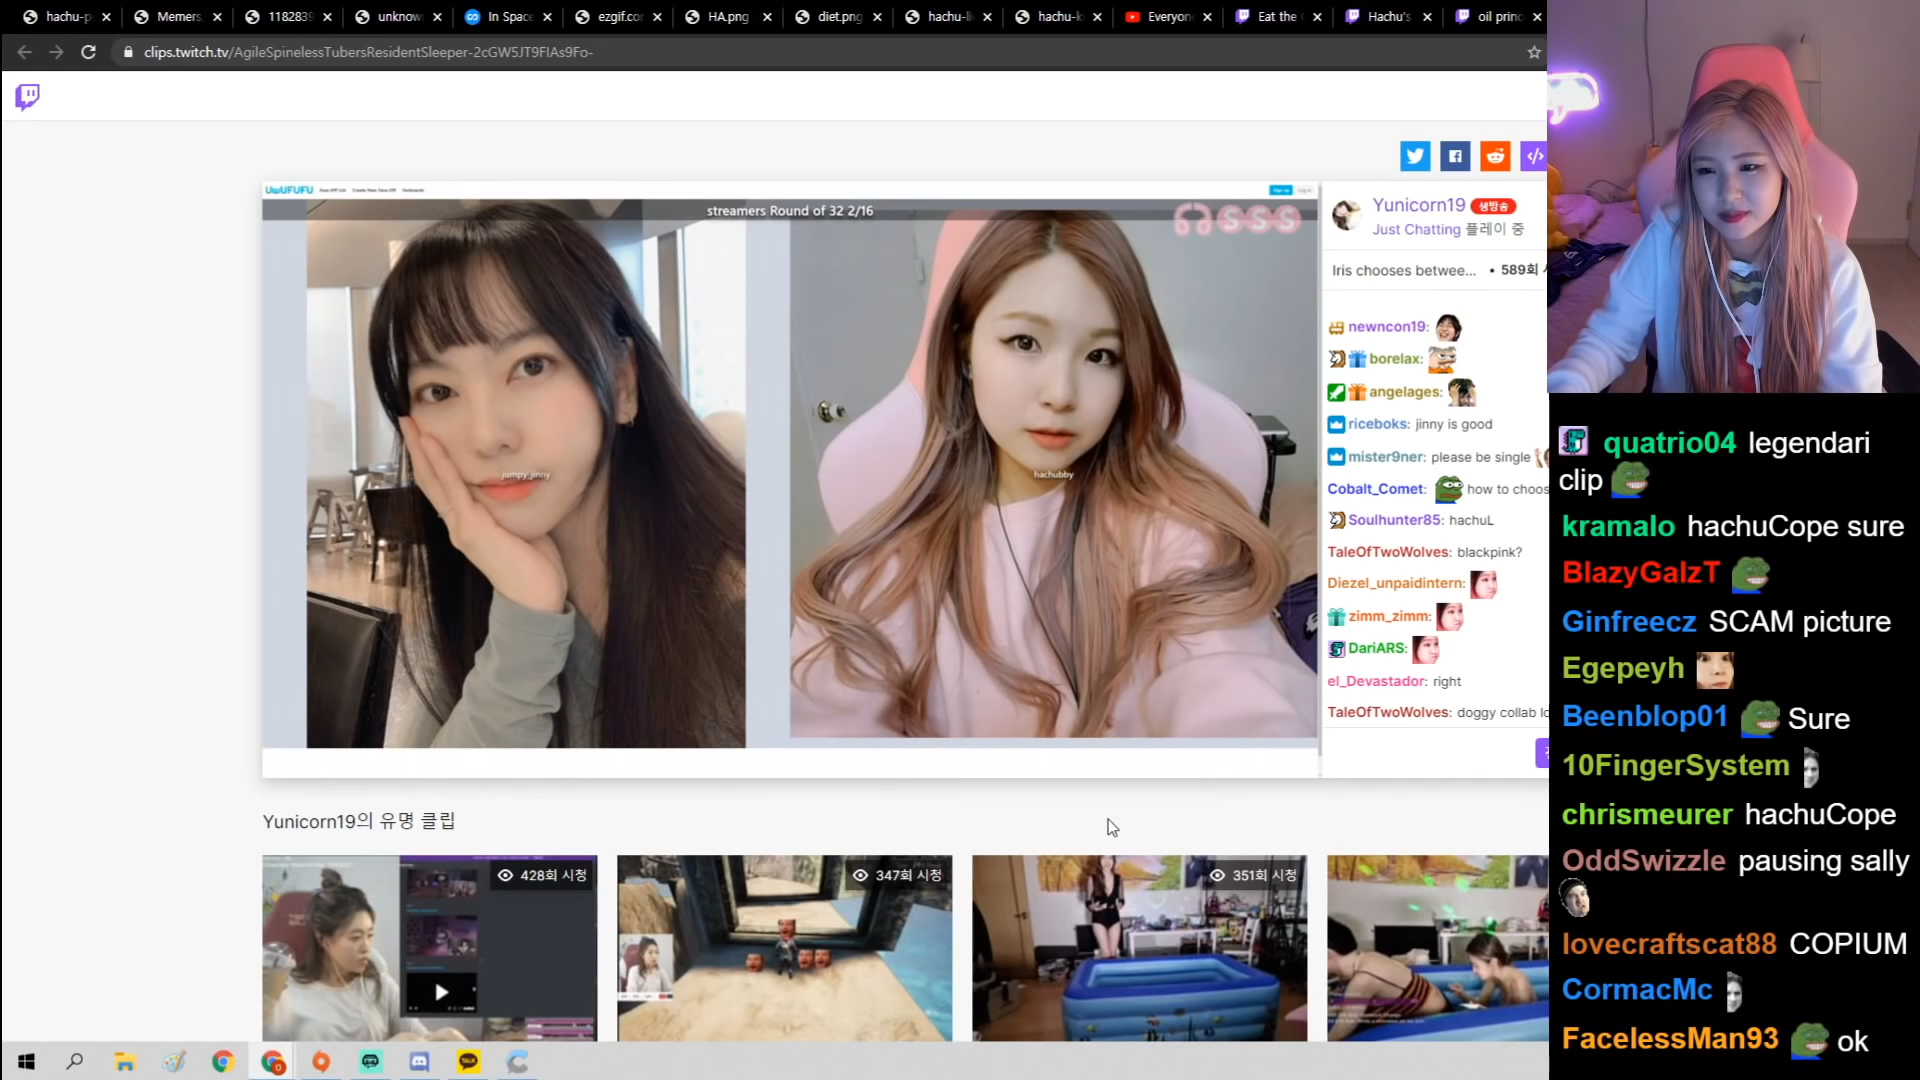 hachu-p
Memers
1182839
unknow
In Space
ezgif.co
HA.png
diet.png
hachu-li
hachu-k
Everyon
Eat the
Hachu's
oil princ
clips.twitch.tv/AgileSpinelessTubersResidentSleeper-2cGW5JT9FIAs9Fo-
UwUFUFU
streamers Round of 32 2/16
SSS
jumpy_jinny
hachubby
Yunicorn19 생방송
Just Chatting 플레이 중
Iris chooses betwee... • 589회
newncon19:
borelax:
angelages:
riceboks: jinny is good
mister9ner: please be single
Cobalt_Comet: how to choos
Soulhunter85: hachuL
TaleOfTwoWolves: blackpink?
Diezel_unpaidintern:
zimm_zimm:
DariARS:
el_Devastador: right
TaleOfTwoWolves: doggy collab lo
Yunicorn19의 유명 클립
428회 시청
347회 시청
351회 시청
quatrio04 legendari
clip
kramalo hachuCope sure
BlazyGalzT
Ginfreecz SCAM picture
Egepeyh
Beenblop01 Sure
10FingerSystem
chrismeurer hachuCope
OddSwizzle pausing sally
lovecraftscat88 COPIUM
CormacMc
FacelessMan93 ok
TALK